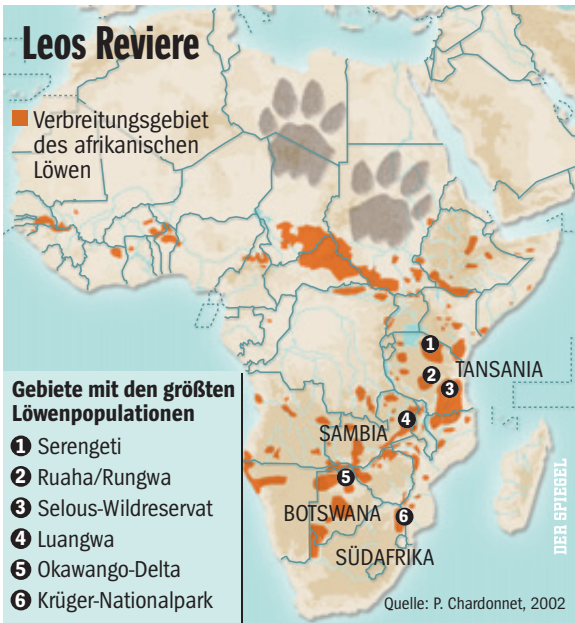 Leos Reviere
Verbreitungsgebiet
des afrikanischen
Löwen
1
2
TANSANIA
3
4
SAMBIA
5
BOTSWANA
6
SÜDAFRIKA
Gebiete mit den größten
Löwenpopulationen
1 Serengeti
2 Ruaha/Rungwa
3 Selous-Wildreservat
4 Luangwa
5 Okawango-Delta
6 Krüger-Nationalpark
DER SPIEGEL
Quelle: P. Chardonnet, 2002